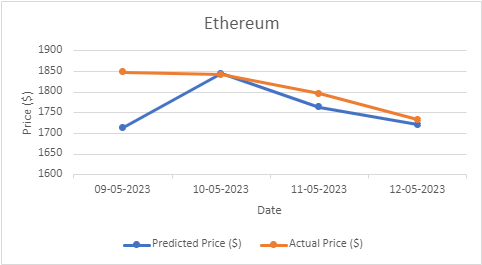 Ethereum
1900
1850
1800
1750
1700
1650
1600
Price ($)
09-05-2023 10-05-2023 11-05-2023 12-05-2023
Date
Predicted Price ($) Actual Price ($)